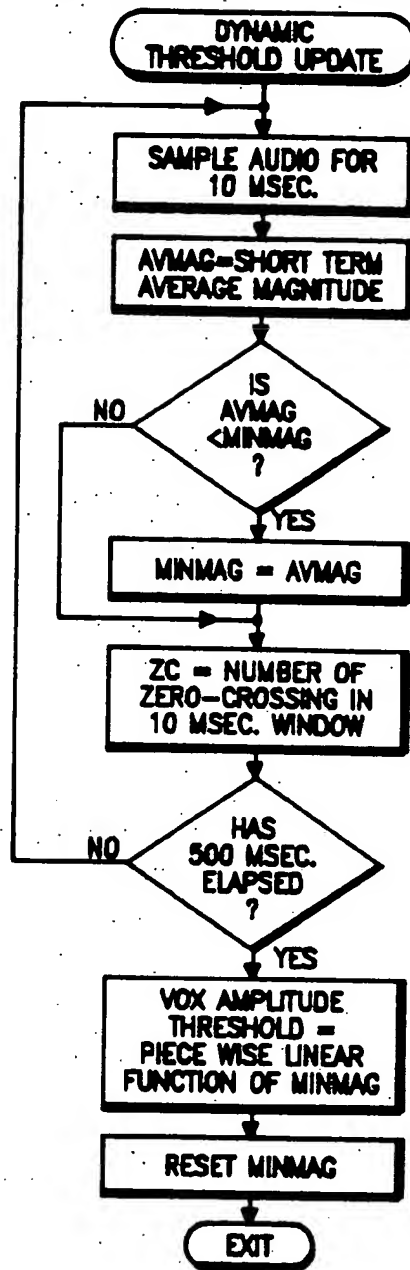 DYNAMIC
THRESHOLD UPDATE
SAMPLE AUDIO FOR
10 MSEC.
AVMAG=SHORT TERM
AVERAGE MAGNITUDE
IS
AVMAG
<MINMAG
?
NO
YES
MINMAG = AVMAG
ZC = NUMBER OF
ZERO-CROSSING IN
10 MSEC. WINDOW
HAS
500 MSEC.
ELAPSED
?
NO
YES
VOX AMPLITUDE
THRESHOLD =
PIECE WISE LINEAR
FUNCTION OF MINMAG
RESET MINMAG
EXIT